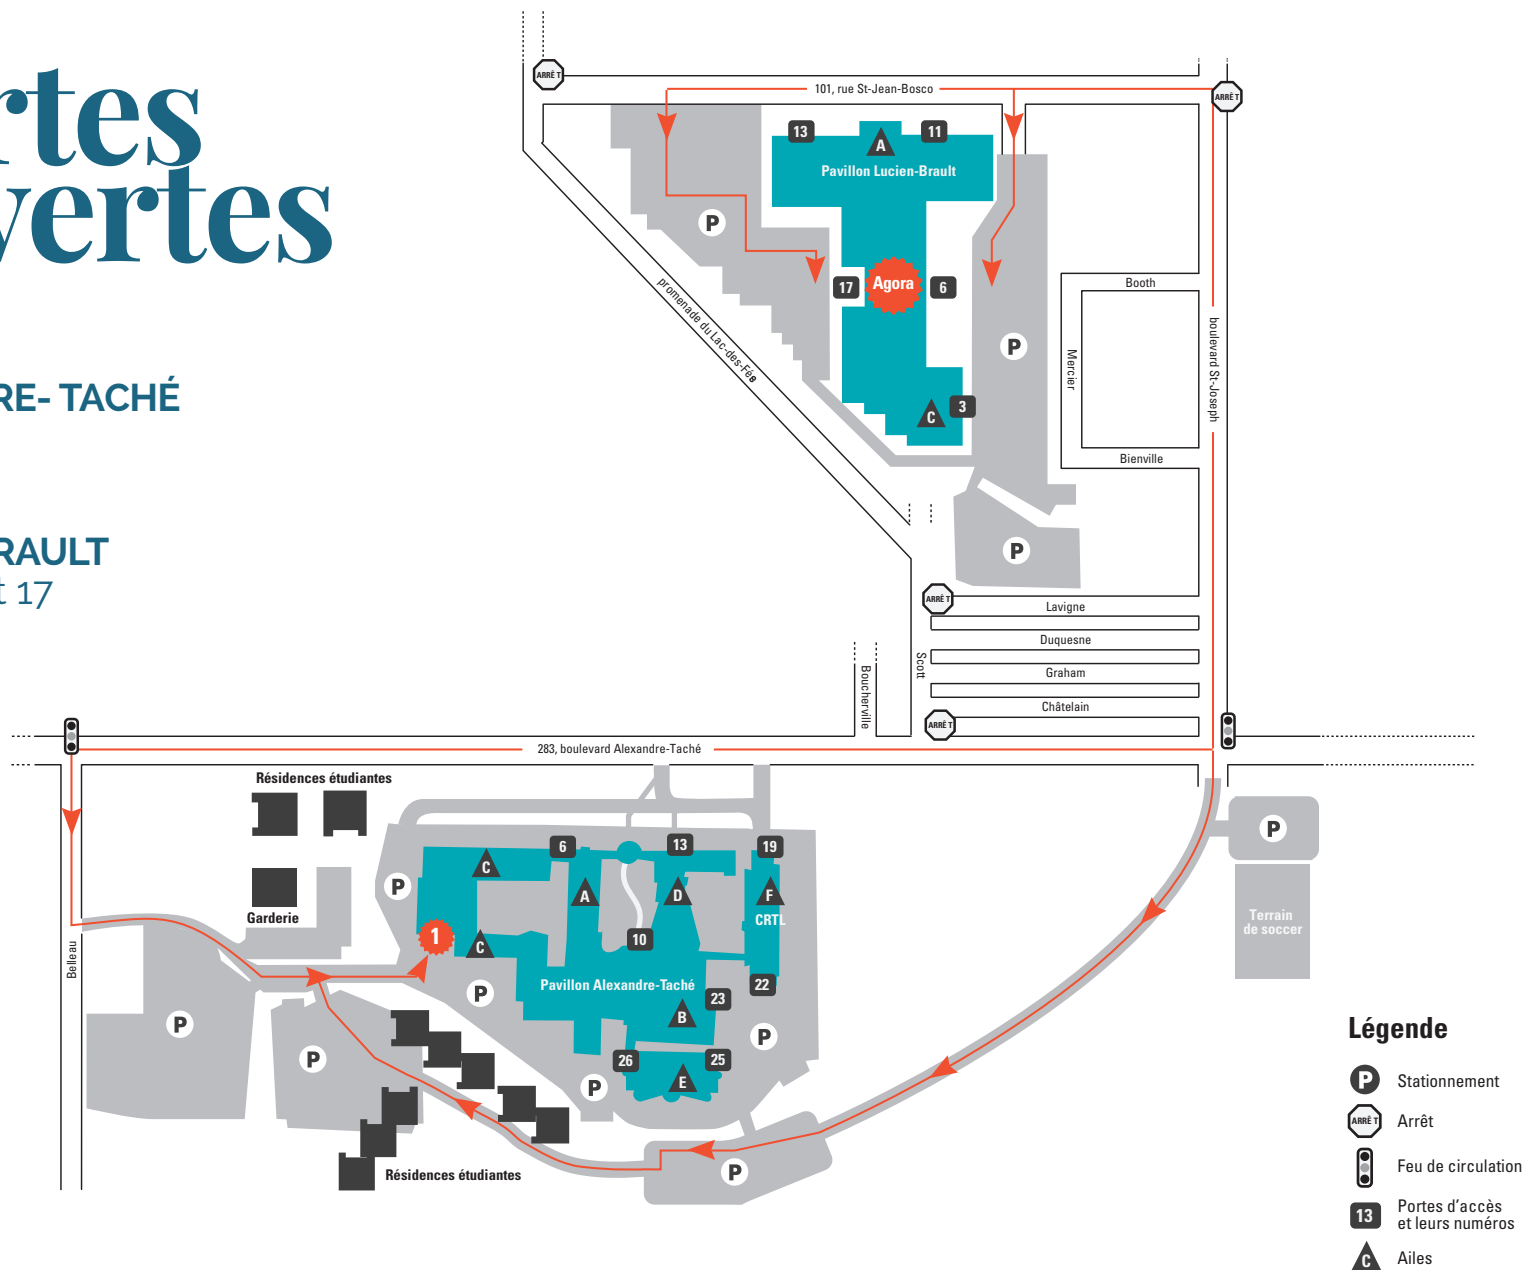 rtes
vertes
RE- TACHÉ
RAULT
t 17
ARRÊT
101, rue St-Jean-Bosco
ARRÊT
13
A
11
Pavillon Lucien-Brault
P
17
Agora
6
Booth
promenade du Lac-des-Fées
P
Mercier
boulevard St-Joseph
C
3
Bienville
P
ARRÊT
Lavigne
Duquesne
Scott
Graham
Boucherville
Châtelain
ARRÊT
283, boulevard Alexandre-Taché
Résidences étudiantes
P
6
13
19
C
P
A
D
F
Garderie
CRTL
Terrain
de soccer
1
C
10
Belleau
Pavillon Alexandre-Taché
22
P
23
B
P
P
P
26
25
E
P
Résidences étudiantes
P
Légende
P
Stationnement
ARRÊT
Arrêt
Feu de circulation
13
Portes d'accès
et leurs numéros
C
Ailes